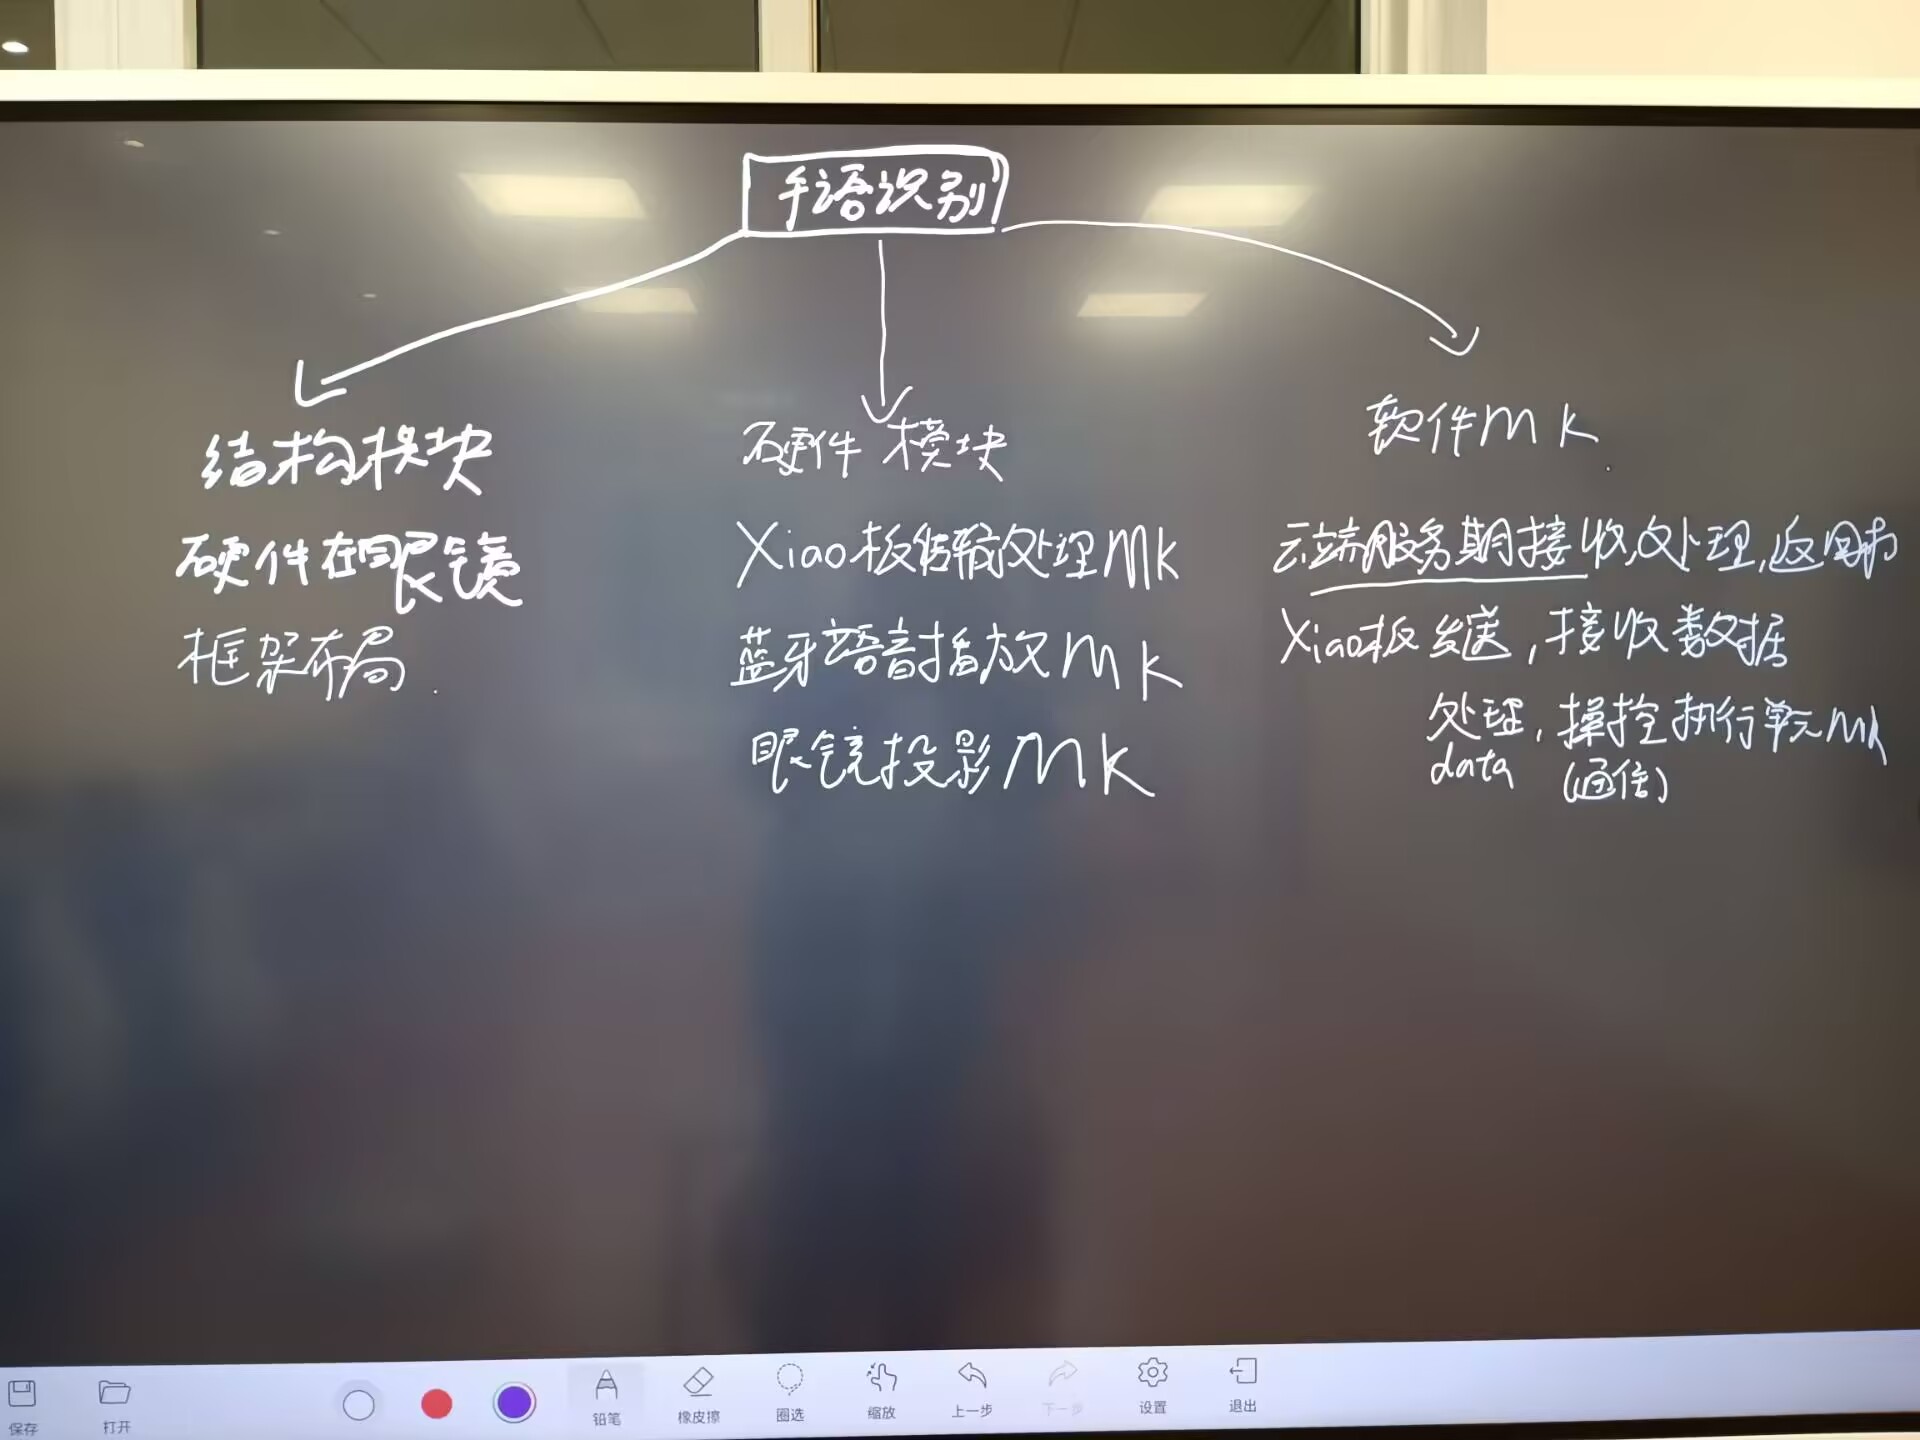 手语识别
结构模块
硬件在眼镜
框架布局.
硬件模块
Xiao板传输处理MK
蓝牙语音播放MK
眼镜投影MK
软件MK.
云端服务期接收,处理,返回
Xiao板发送,接收数据
处理,操控执行单元MK
data (通信)
保存 打开 铅笔 橡皮擦 圈选 缩放 上一步 下一步 设置 退出